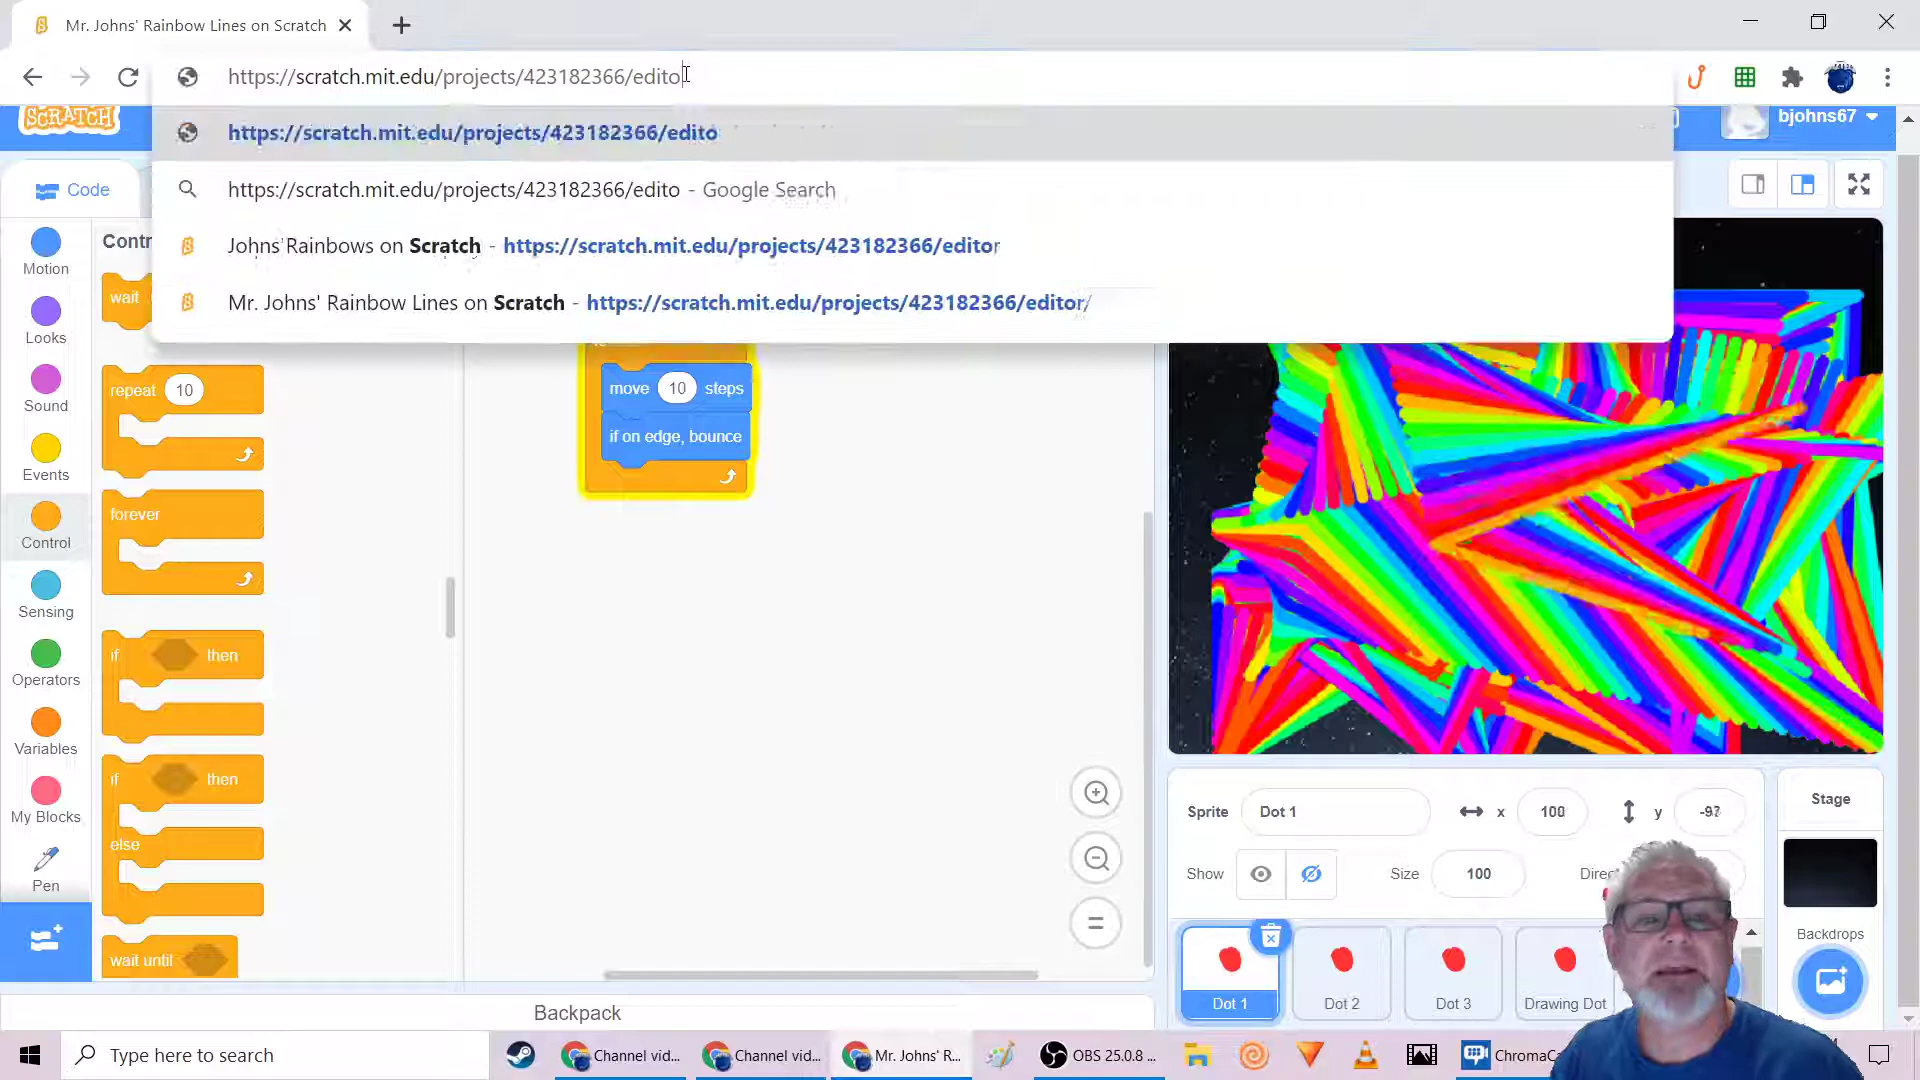 Mr. Johns' Rainbow Lines on Scratch
https://scratch.mit.edu/projects/423182366/edito
SCRATCH
https://scratch.mit.edu/projects/423182366/edito
bjohns67
https://scratch.mit.edu/projects/423182366/edito - Google Search
Johns'Rainbows on Scratch - https://scratch.mit.edu/projects/423182366/editor
Mr. Johns' Rainbow Lines on Scratch - https://scratch.mit.edu/projects/423182366/editor/
Code
Motion
Looks
Sound
Events
Control
Sensing
Operators
Variables
My Blocks
Pen
wait
repeat 10
forever
if then
if then
else
wait until
move 10 steps
if on edge, bounce
Backpack
Sprite Dot 1 x 100 y -93
Show Size 100
Stage
Backdrops
Dot 1
Dot 2
Dot 3
Drawing Dot
Type here to search
Channel vid...
Channel vid...
Mr. Johns' R...
OBS 25.0.8 ...